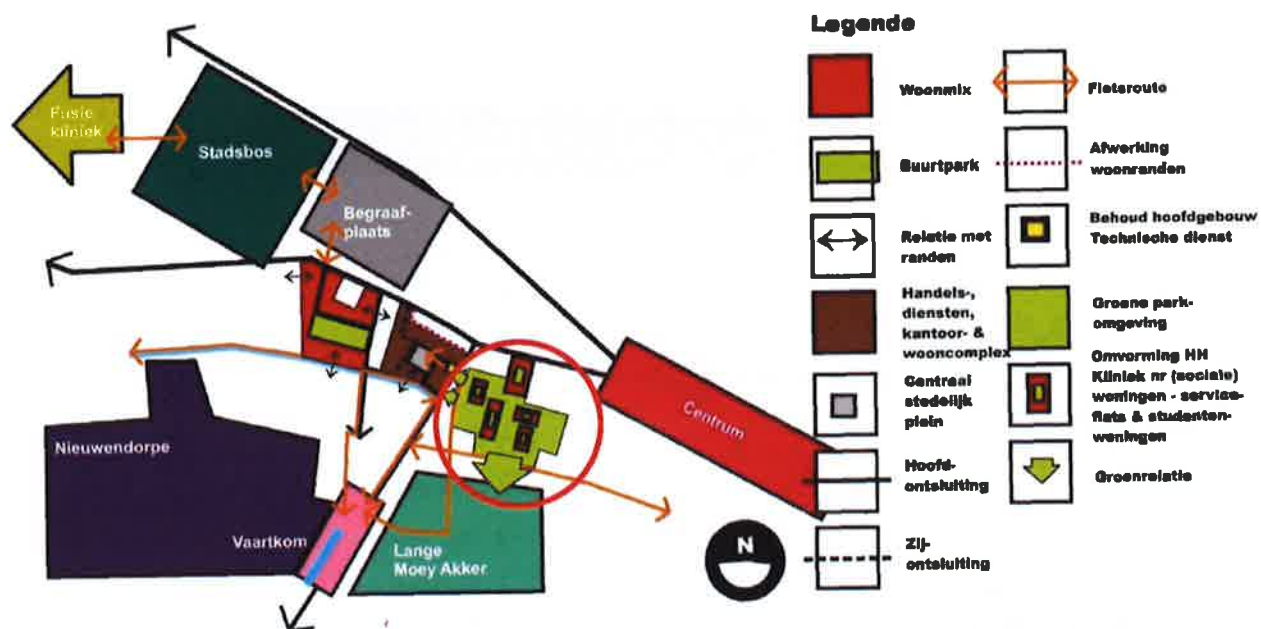 Fusie
kliniek
Stadsbos
Begraaf-
plaats
Nieuwendorpe
Vaartkom
Lange
Moey Akker
Centrum
N
Legende
Woonmix
Buurtpark
Relatie met
randen
Handels-,
diensten,
kantoor- &
wooncomplex
Centraal
stedelijk
plein
Hoofd-
ontsluiting
Zij-
ontsluiting
Fietsroute
Afwerking
woonranden
Behoud hoofdgebouw
Technische dienst
Groene park-
omgeving
Omvorming HH
Kliniek nr (sociale)
woningen - service-
flats & studenten-
woningen
Groenrelatie